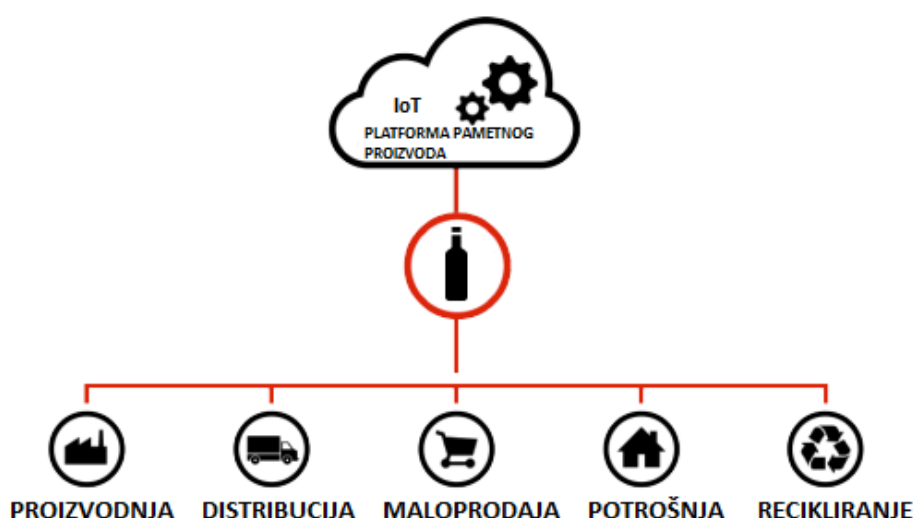 IoT
PLATFORMA PAMETNOG
PROIZVODA
PROIZVODNJA DISTRIBUCIJA MALOPRODAJA POTROŠNJA RECIKLIRANJE